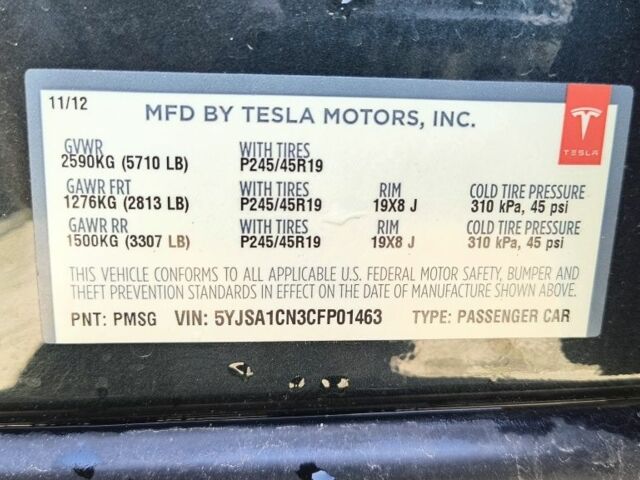 11/12
MFD BY TESLA MOTORS, INC.
TESLA
GVWR WITH TIRES
2590KG (5710 LB) P245/45R19
GAWR FRT WITH TIRES RIM COLD TIRE PRESSURE
1276KG (2813 LB) P245/45R19 19X8 J 310 kPa, 45 psi
GAWR RR WITH TIRES RIM COLD TIRE PRESSURE
1500KG (3307 LB) P245/45R19 19X8 J 310 kPa, 45 psi
THIS VEHICLE CONFORMS TO ALL APPLICABLE U.S. FEDERAL MOTOR SAFETY, BUMPER AND
THEFT PREVENTION STANDARDS IN EFFECT ON THE DATE OF MANUFACTURE SHOWN ABOVE.
PNT: PMSG VIN: 5YJSA1CN3CFP01463 TYPE: PASSENGER CAR